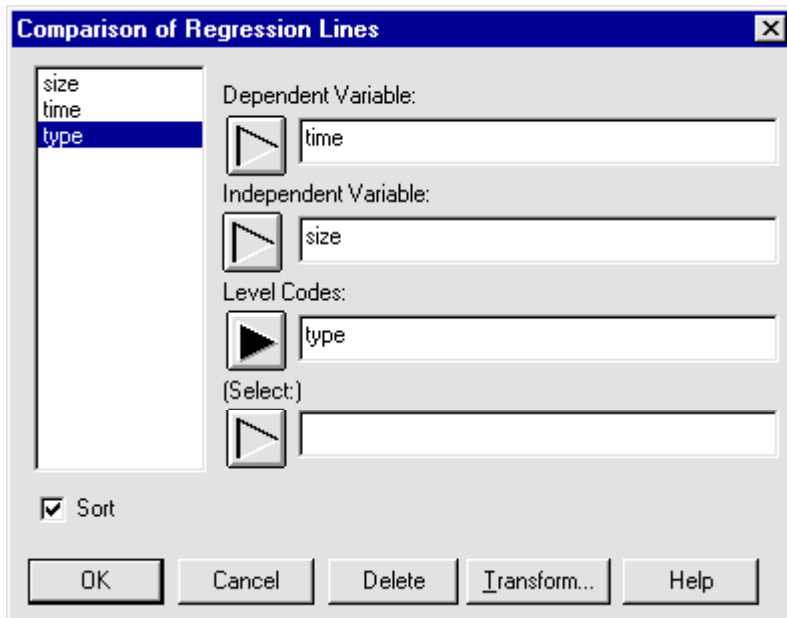 Comparison of Regression Lines
size
time
type
Dependent Variable:
time
Independent Variable:
size
Level Codes:
type
(Select:)
Sort
OK
Cancel
Delete
Transform...
Help